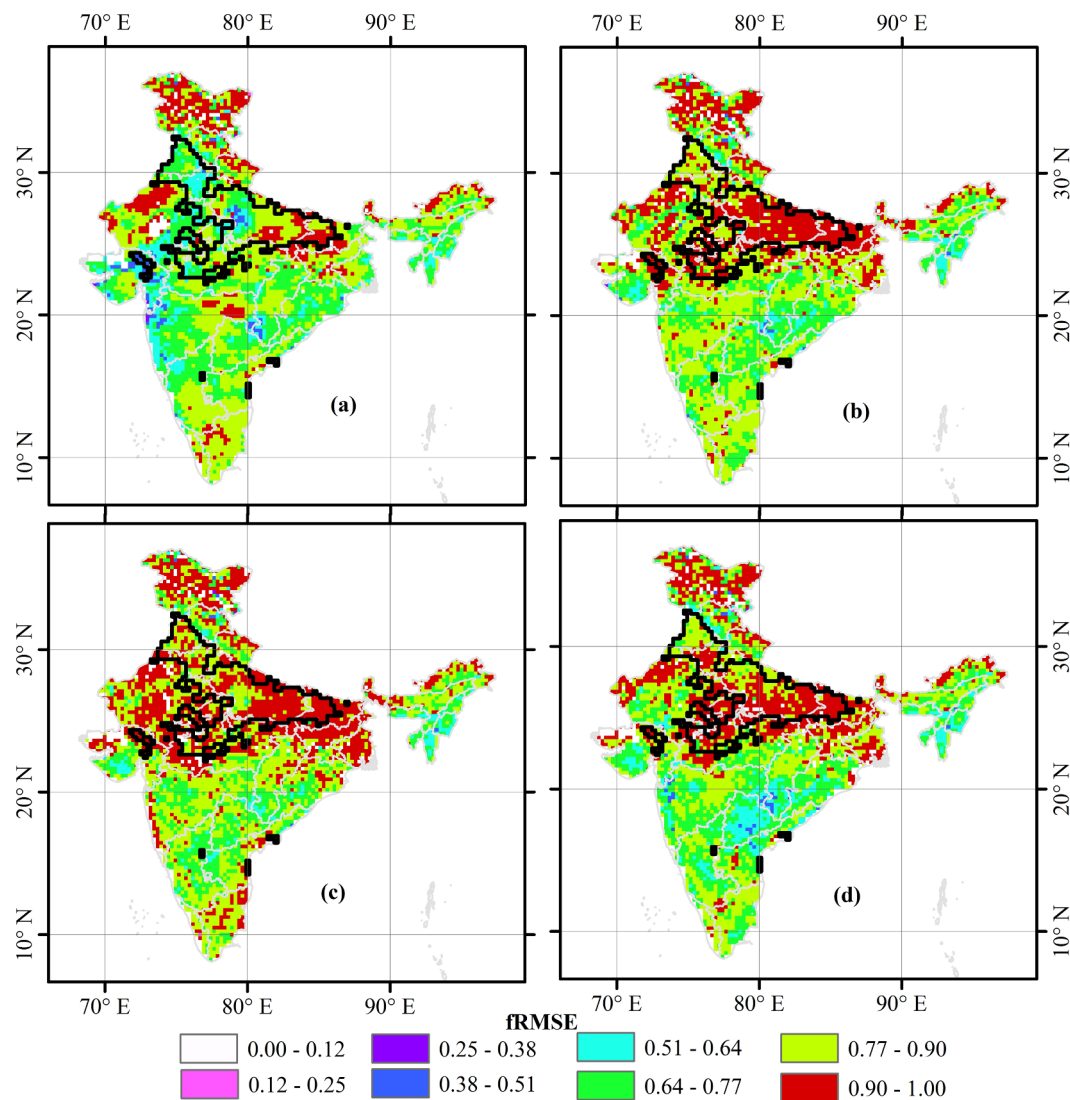 70° E 80° E 90° E 70° E 80° E 90° E
30° N 30° N
20° N 20° N
(a) (b)
10° N 10° N
30° N 30° N
20° N 20° N
(c) (d)
10° N 10° N
70° E 80° E 90° E 70° E 80° E 90° E
fRMSE
0.00 - 0.12 0.25 - 0.38 0.51 - 0.64 0.77 - 0.90
0.12 - 0.25 0.38 - 0.51 0.64 - 0.77 0.90 - 1.00